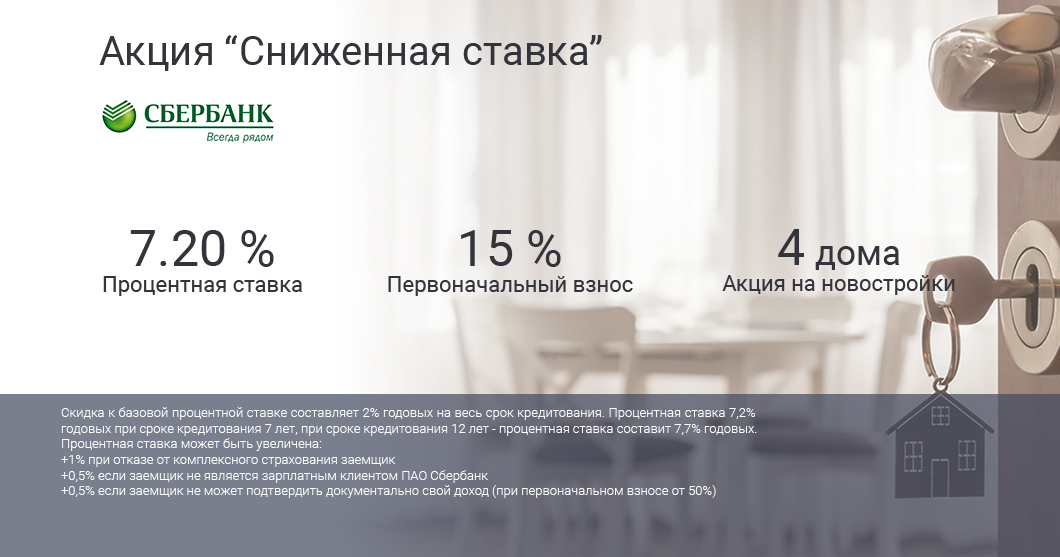 Акция “Сниженная ставка”
СБЕРБАНК
Всегда рядом
7.20 %
Процентная ставка
15 %
Первоначальный взнос
4 дома
Акция на новостройки
Скидка к базовой процентной ставке составляет 2% годовых на весь срок кредитования. Процентная ставка 7,2%
годовых при сроке кредитования 7 лет, при сроке кредитования 12 лет - процентная ставка составит 7,7% годовых.
Процентная ставка может быть увеличена:
+1% при отказе от комплексного страхования заемщик
+0,5% если заемщик не является зарплатным клиентом ПАО Сбербанк
+0,5% если заемщик не может подтвердить документально свой доход (при первоначальном взносе от 50%)